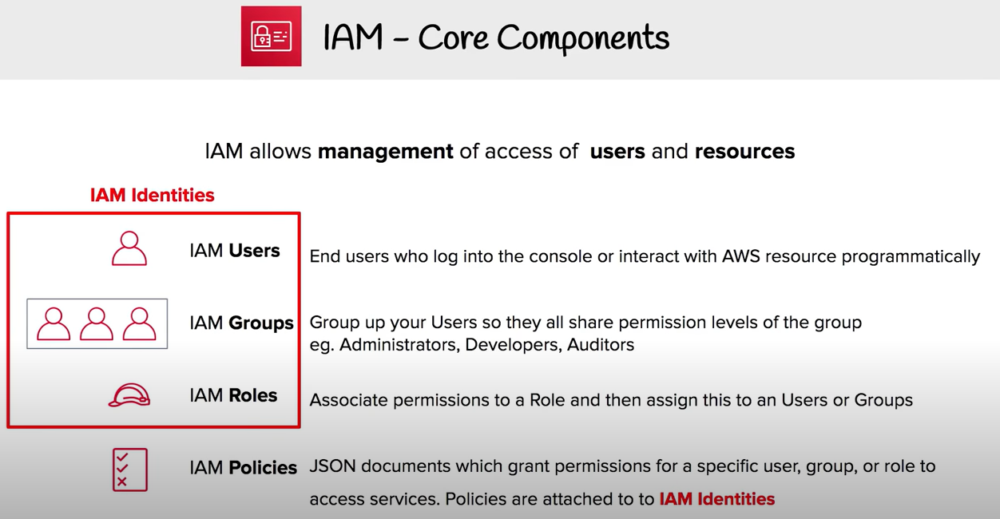 IAM – Core Components
IAM allows management of access of users and resources
IAM Identities
IAM Users
End users who log into the console or interact with AWS resource programmatically
IAM Groups
Group up your Users so they all share permission levels of the group
eg. Administrators, Developers, Auditors
IAM Roles
Associate permissions to a Role and then assign this to an Users or Groups
IAM Policies
JSON documents which grant permissions for a specific user, group, or role to
access services. Policies are attached to to IAM Identities